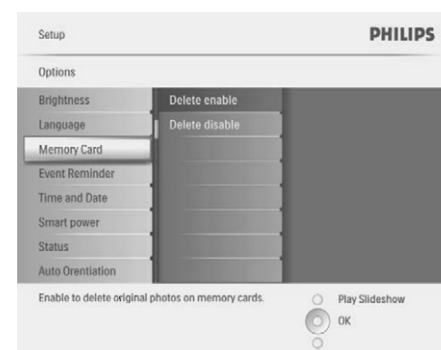 Setup
PHILIPS
Options
Brightness
Delete enable
Language
Delete disable
Memory Card
Event Reminder
Time and Date
Smart power
Status
Auto Orentiation
Enable to delete original photos on memory cards.
Play Slideshow
OK